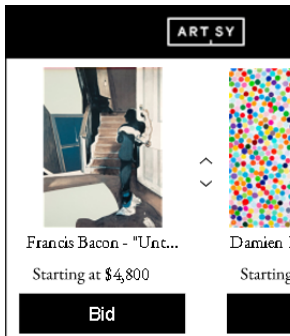 ARTSY
Francis Bacon - "Unt...
Damien
Starting at $4,800
Starting
Bid